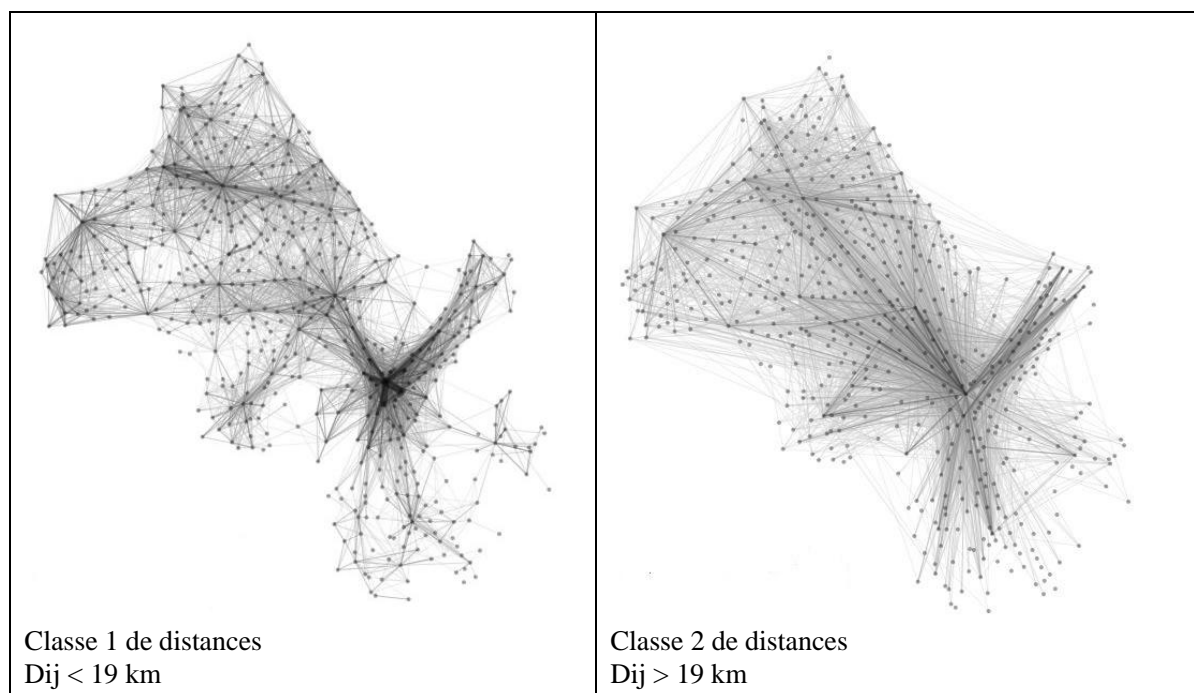 Classe 1 de distances
Dij < 19 km
Classe 2 de distances
Dij > 19 km